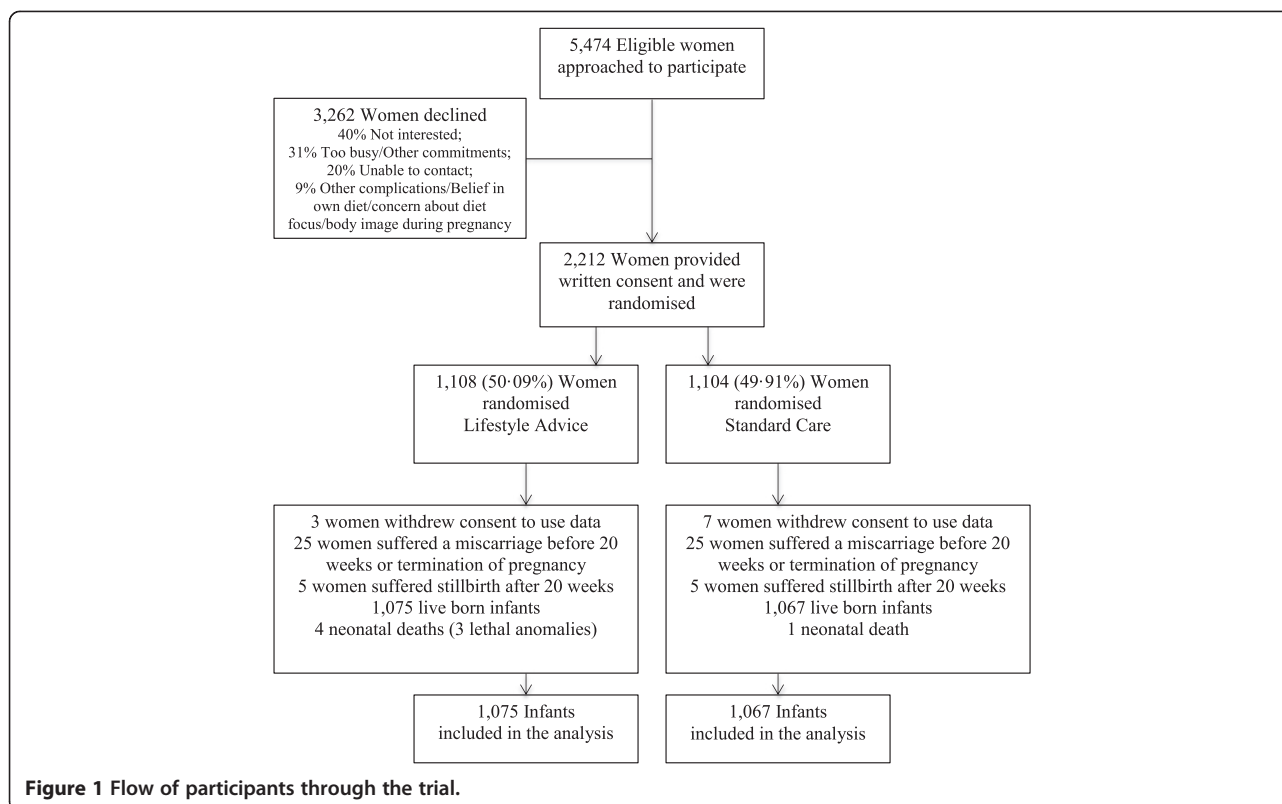 5,474 Eligible women
approached to participate
3,262 Women declined
40% Not interested;
31% Too busy/Other commitments;
20% Unable to contact;
9% Other complications/Belief in
own diet/concern about diet
focus/body image during pregnancy
2,212 Women provided
written consent and were
randomised
1,108 (50·09%) Women
randomised
Lifestyle Advice
1,104 (49·91%) Women
randomised
Standard Care
3 women withdrew consent to use data
25 women suffered a miscarriage before 20
weeks or termination of pregnancy
5 women suffered stillbirth after 20 weeks
1,075 live born infants
4 neonatal deaths (3 lethal anomalies)
7 women withdrew consent to use data
25 women suffered a miscarriage before 20
weeks or termination of pregnancy
5 women suffered stillbirth after 20 weeks
1,067 live born infants
1 neonatal death
1,075 Infants
included in the analysis
1,067 Infants
included in the analysis
Figure 1 Flow of participants through the trial.